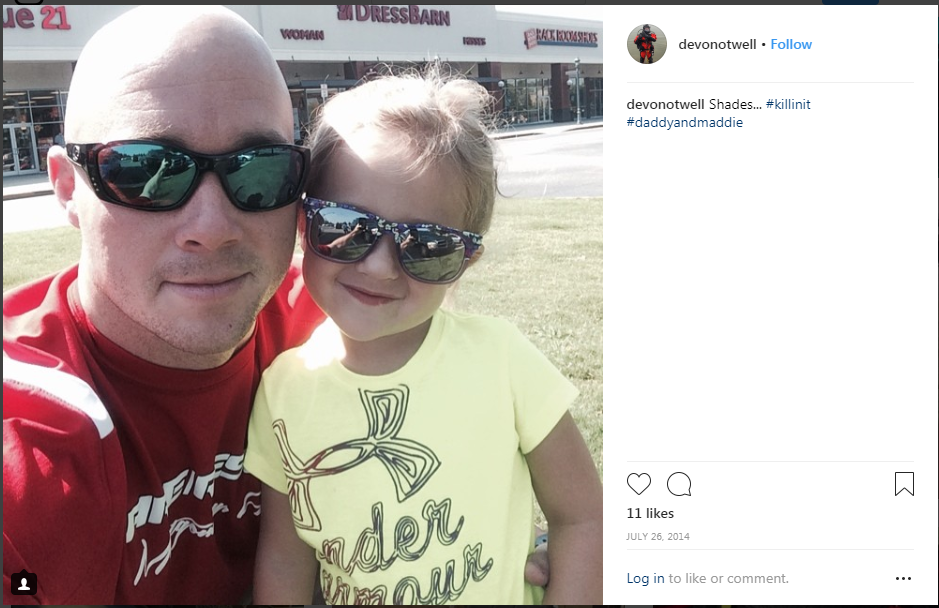 ue 21
DRESSBARN
WOMAN
RACK ROOM SHOES
nder
armour
devonotwell • Follow
devonotwell Shades... #killinit
#daddyandmaddie
11 likes
JULY 26, 2014
Log in to like or comment.